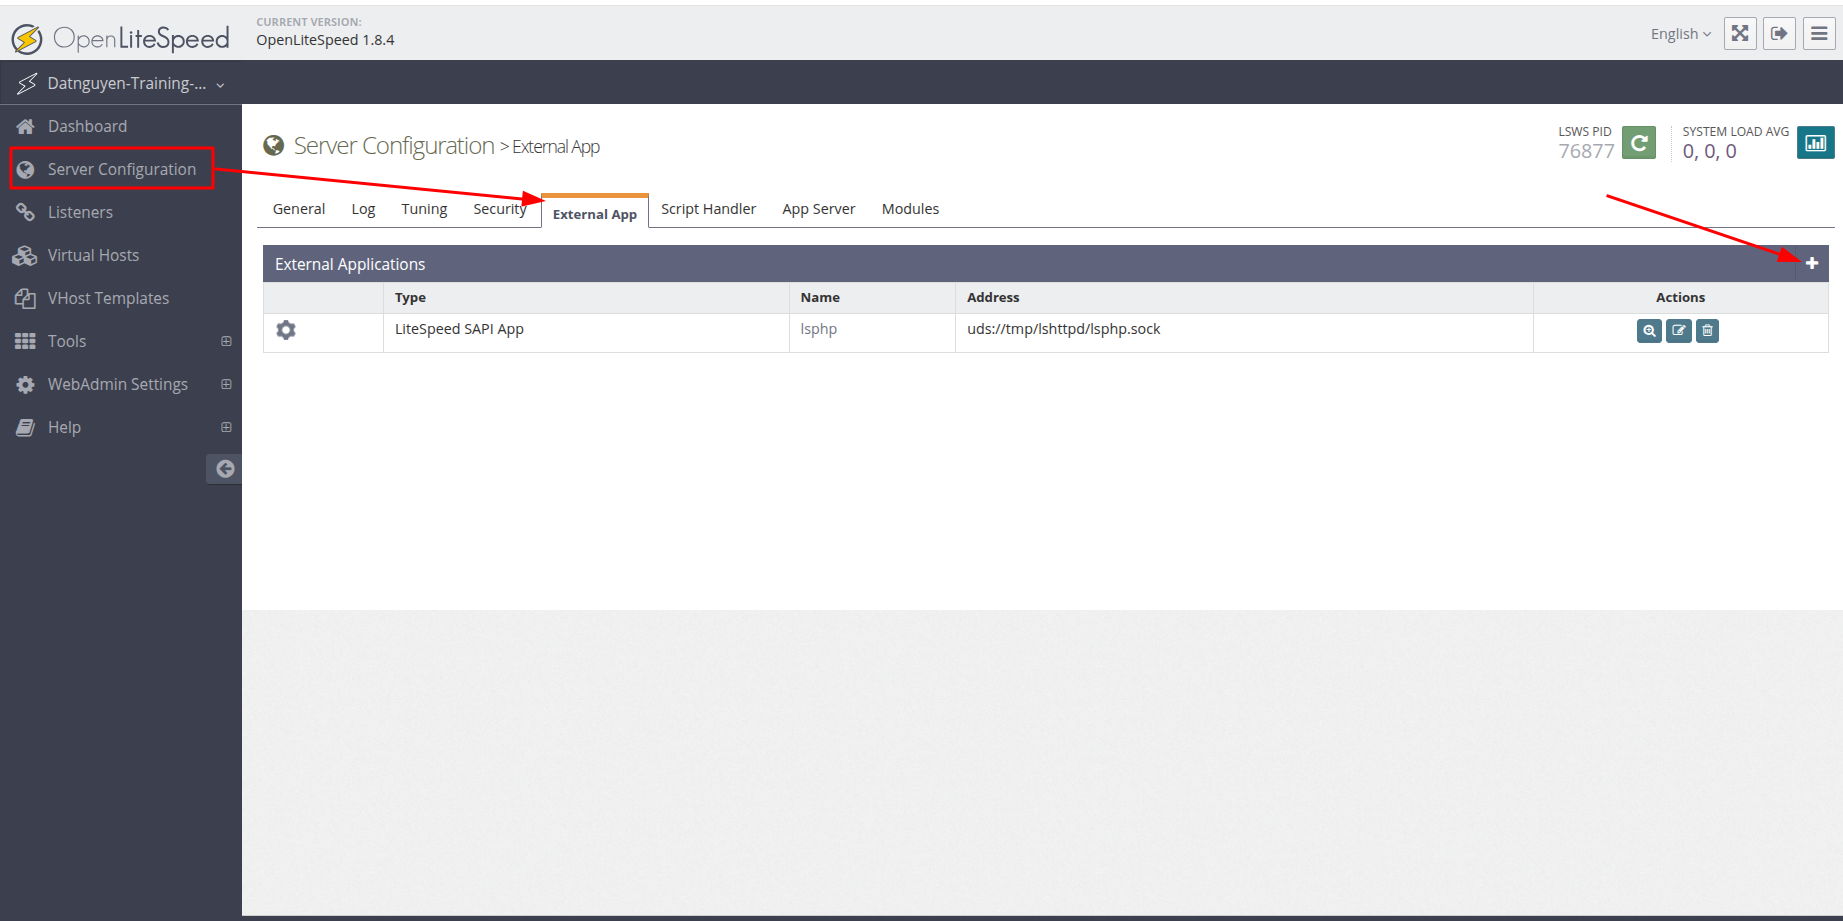 OpenLiteSpeed
CURRENT VERSION:
OpenLiteSpeed 1.8.4
English
Datnguyen-Training-...
Dashboard
Server Configuration
Listeners
Virtual Hosts
VHost Templates
Tools
WebAdmin Settings
Help
Server Configuration > External App
LSWS PID
76877
SYSTEM LOAD AVG
0, 0, 0
General Log Tuning Security External App Script Handler App Server Modules
External Applications
Type Name Address Actions
LiteSpeed SAPI App lsphp uds://tmp/lshttpd/lsphp.sock